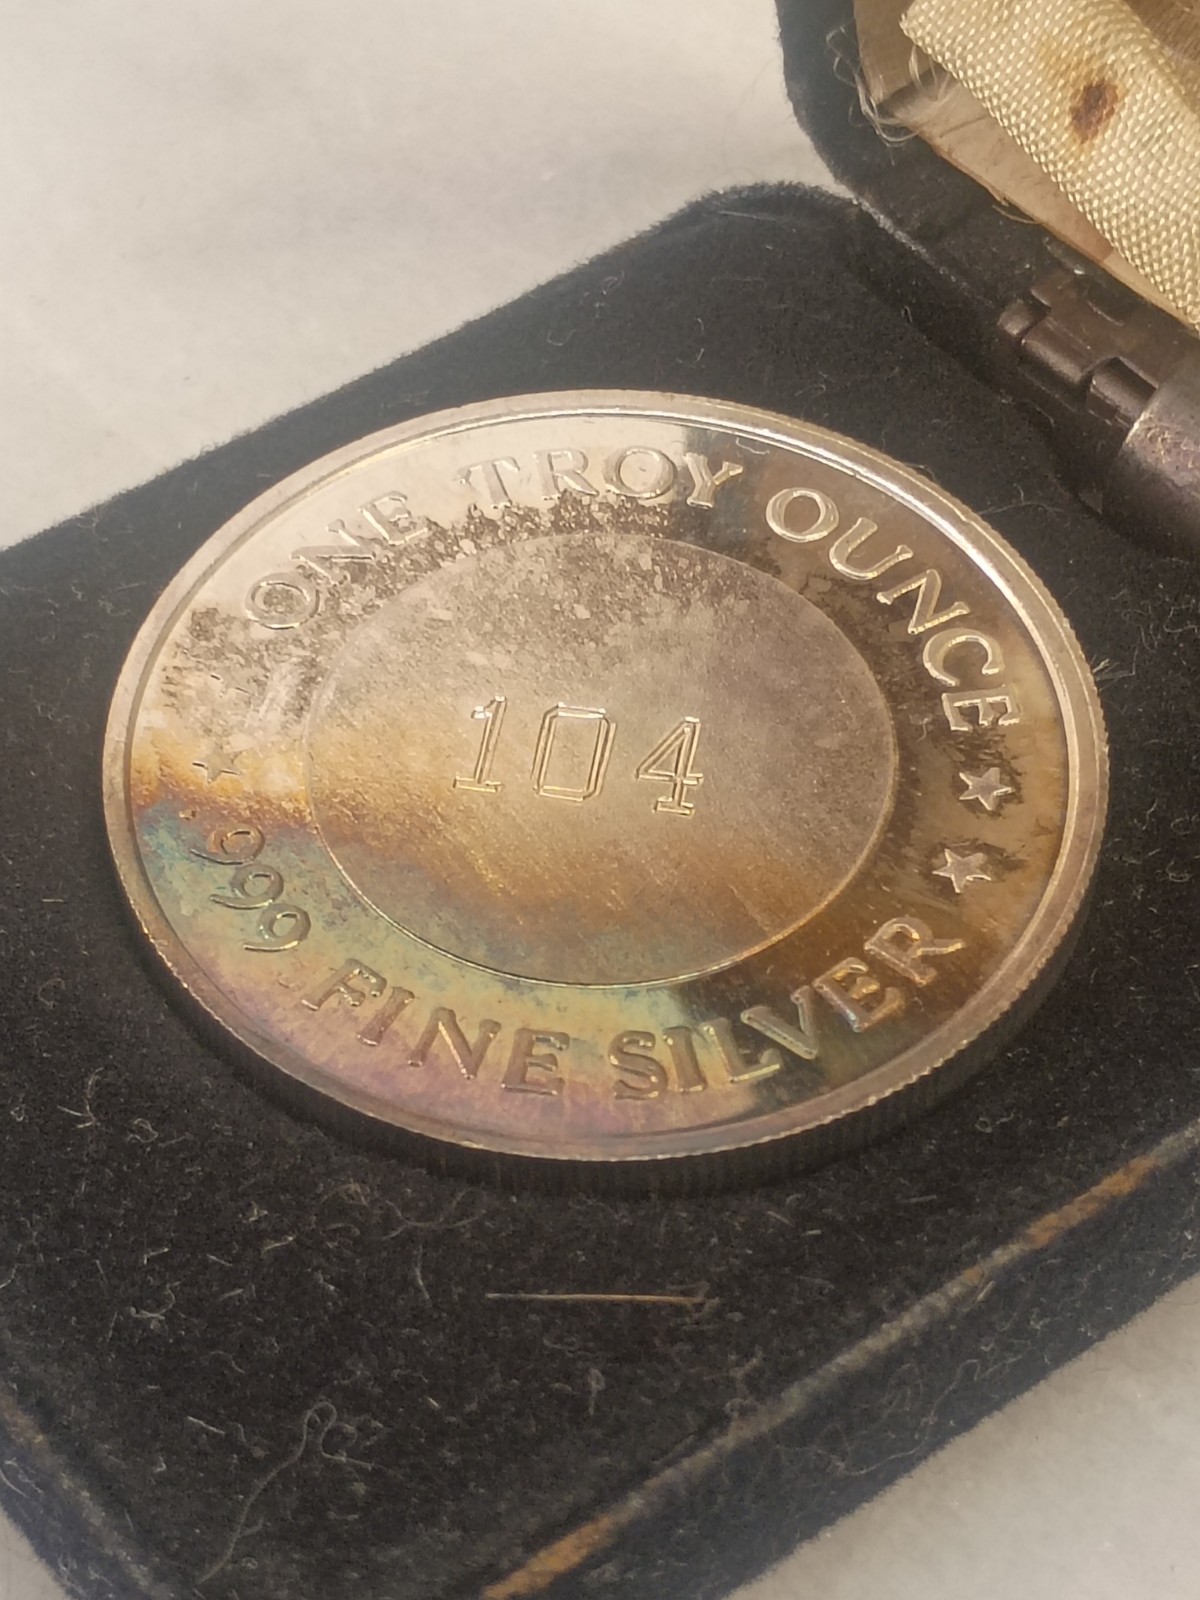 ONE TROY OUNCE
104
.999 FINE SILVER